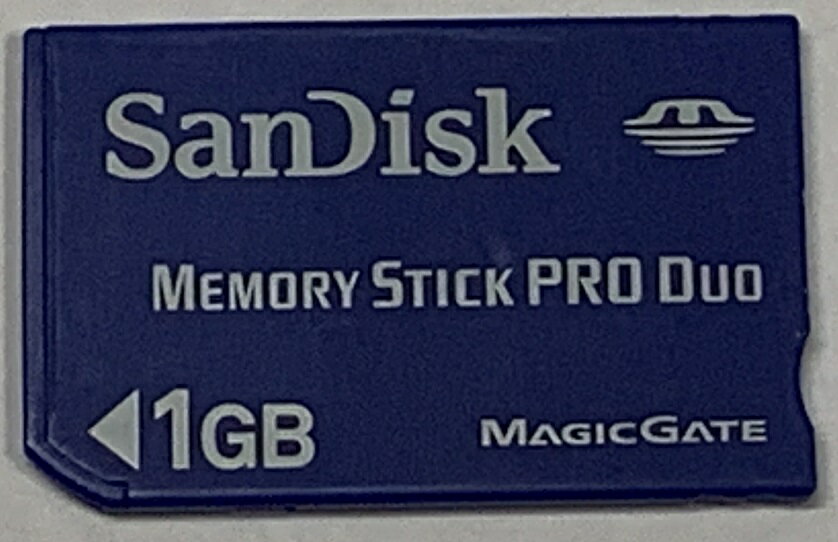 SanDisk
MEMORY STICK PRO DUO
1GB
MAGICGATE